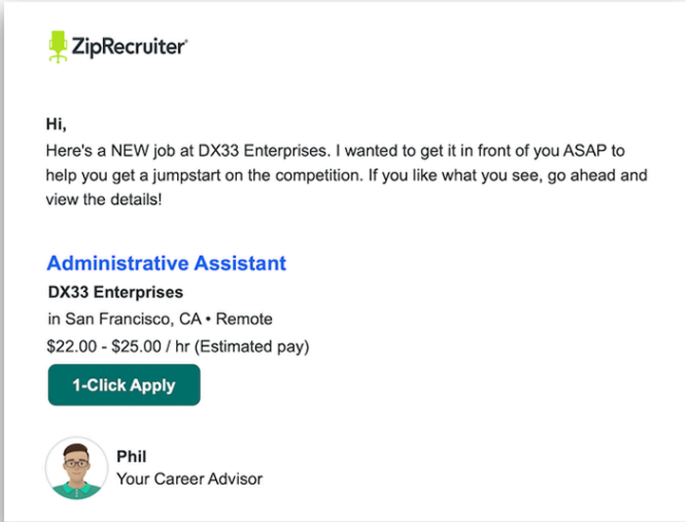 ZipRecruiter
Hi,
Here's a NEW job at DX33 Enterprises. I wanted to get it in front of you ASAP to
help you get a jumpstart on the competition. If you like what you see, go ahead and
view the details!
Administrative Assistant
DX33 Enterprises
in San Francisco, CA • Remote
$22.00 - $25.00 / hr (Estimated pay)
1-Click Apply
Phil
Your Career Advisor